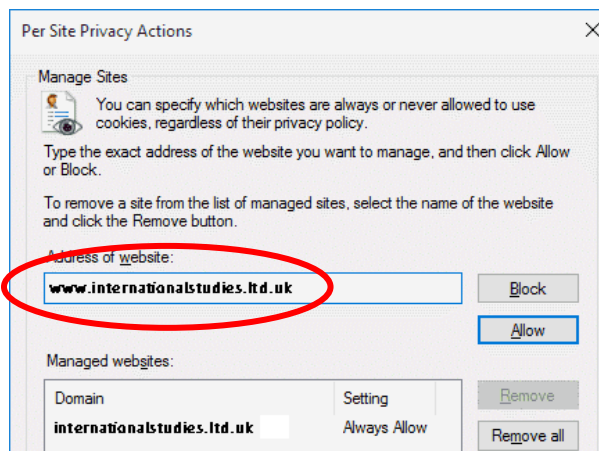 Per Site Privacy Actions
Manage Sites
You can specify which websites are always or never allowed to use
cookies, regardless of their privacy policy.
Type the exact address of the website you want to manage, and then click Allow
or Block.
To remove a site from the list of managed sites, select the name of the website
and click the Remove button.
Address of website:
www.internationalstudies.ltd.uk
Block
Allow
Managed websites:
Domain Setting
Remove
internationalstudies.ltd.uk Always Allow
Remove all